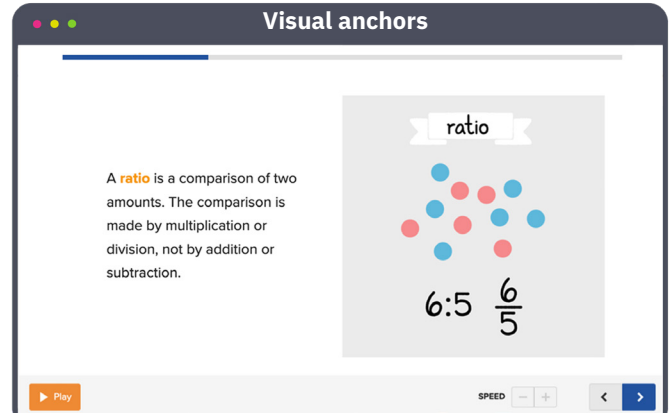 Visual anchors
ratio
A ratio is a comparison of two
amounts. The comparison is
made by multiplication or
division, not by addition or
subtraction.
6:5 6/5
Play
SPEED - +
< >